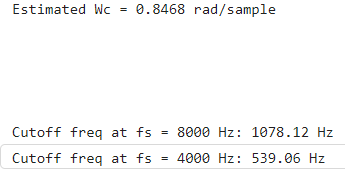 Estimated Wc = 0.8468 rad/sample
Cutoff freq at fs = 8000 Hz: 1078.12 Hz
Cutoff freq at fs = 4000 Hz: 539.06 Hz